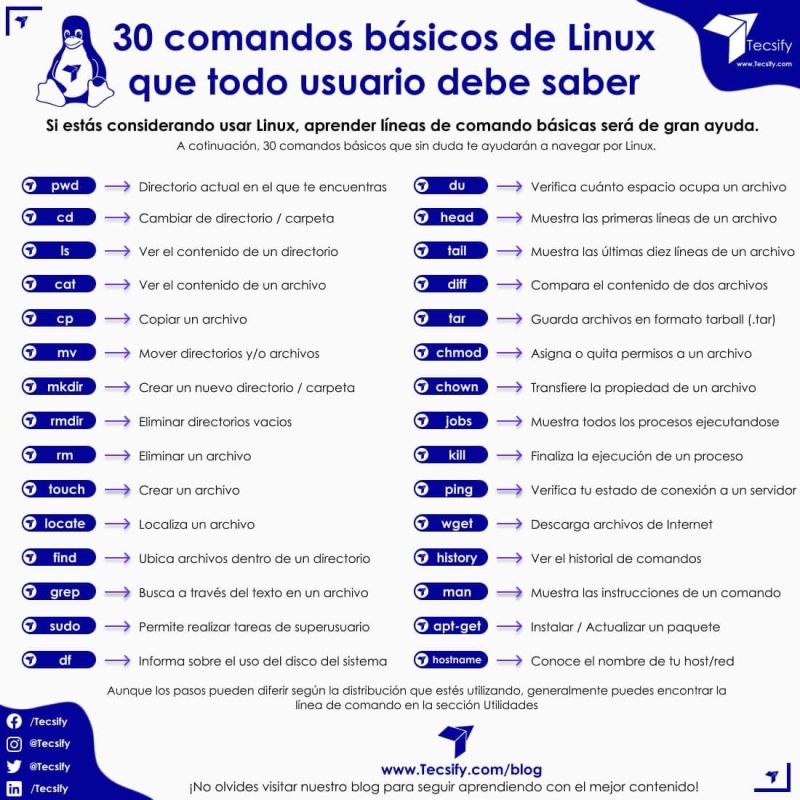 30 comandos básicos de Linux
que todo usuario debe saber
Tecsify
www.Tecsify.com
Si estás considerando usar Linux, aprender líneas de comando básicas será de gran ayuda.
A cotinuación, 30 comandos básicos que sin duda te ayudarán a navegar por Linux.
pwd Directorio actual en el que te encuentras
cd Cambiar de directorio / carpeta
ls Ver el contenido de un directorio
cat Ver el contenido de un archivo
cp Copiar un archivo
mv Mover directorios y/o archivos
mkdir Crear un nuevo directorio / carpeta
rmdir Eliminar directorios vacios
rm Eliminar un archivo
touch Crear un archivo
locate Localiza un archivo
find Ubica archivos dentro de un directorio
grep Busca a través del texto en un archivo
sudo Permite realizar tareas de superusuario
df Informa sobre el uso del disco del sistema
du Verifica cuánto espacio ocupa un archivo
head Muestra las primeras líneas de un archivo
tail Muestra las últimas diez líneas de un archivo
diff Compara el contenido de dos archivos
tar Guarda archivos en formato tarball (.tar)
chmod Asigna o quita permisos a un archivo
chown Transfiere la propiedad de un archivo
jobs Muestra todos los procesos ejecutandose
kill Finaliza la ejecución de un proceso
ping Verifica tu estado de conexión a un servidor
wget Descarga archivos de Internet
history Ver el historial de comandos
man Muestra las instrucciones de un comando
apt-get Instalar / Actualizar un paquete
hostname Conoce el nombre de tu host/red
Aunque los pasos pueden diferir según la distribución que estés utilizando, generalmente puedes encontrar la
línea de comando en la sección Utilidades
/Tecsify
@Tecsify
@Tecsify
/Tecsify
www.Tecsify.com/blog
¡No olvides visitar nuestro blog para seguir aprendiendo con el mejor contenido!